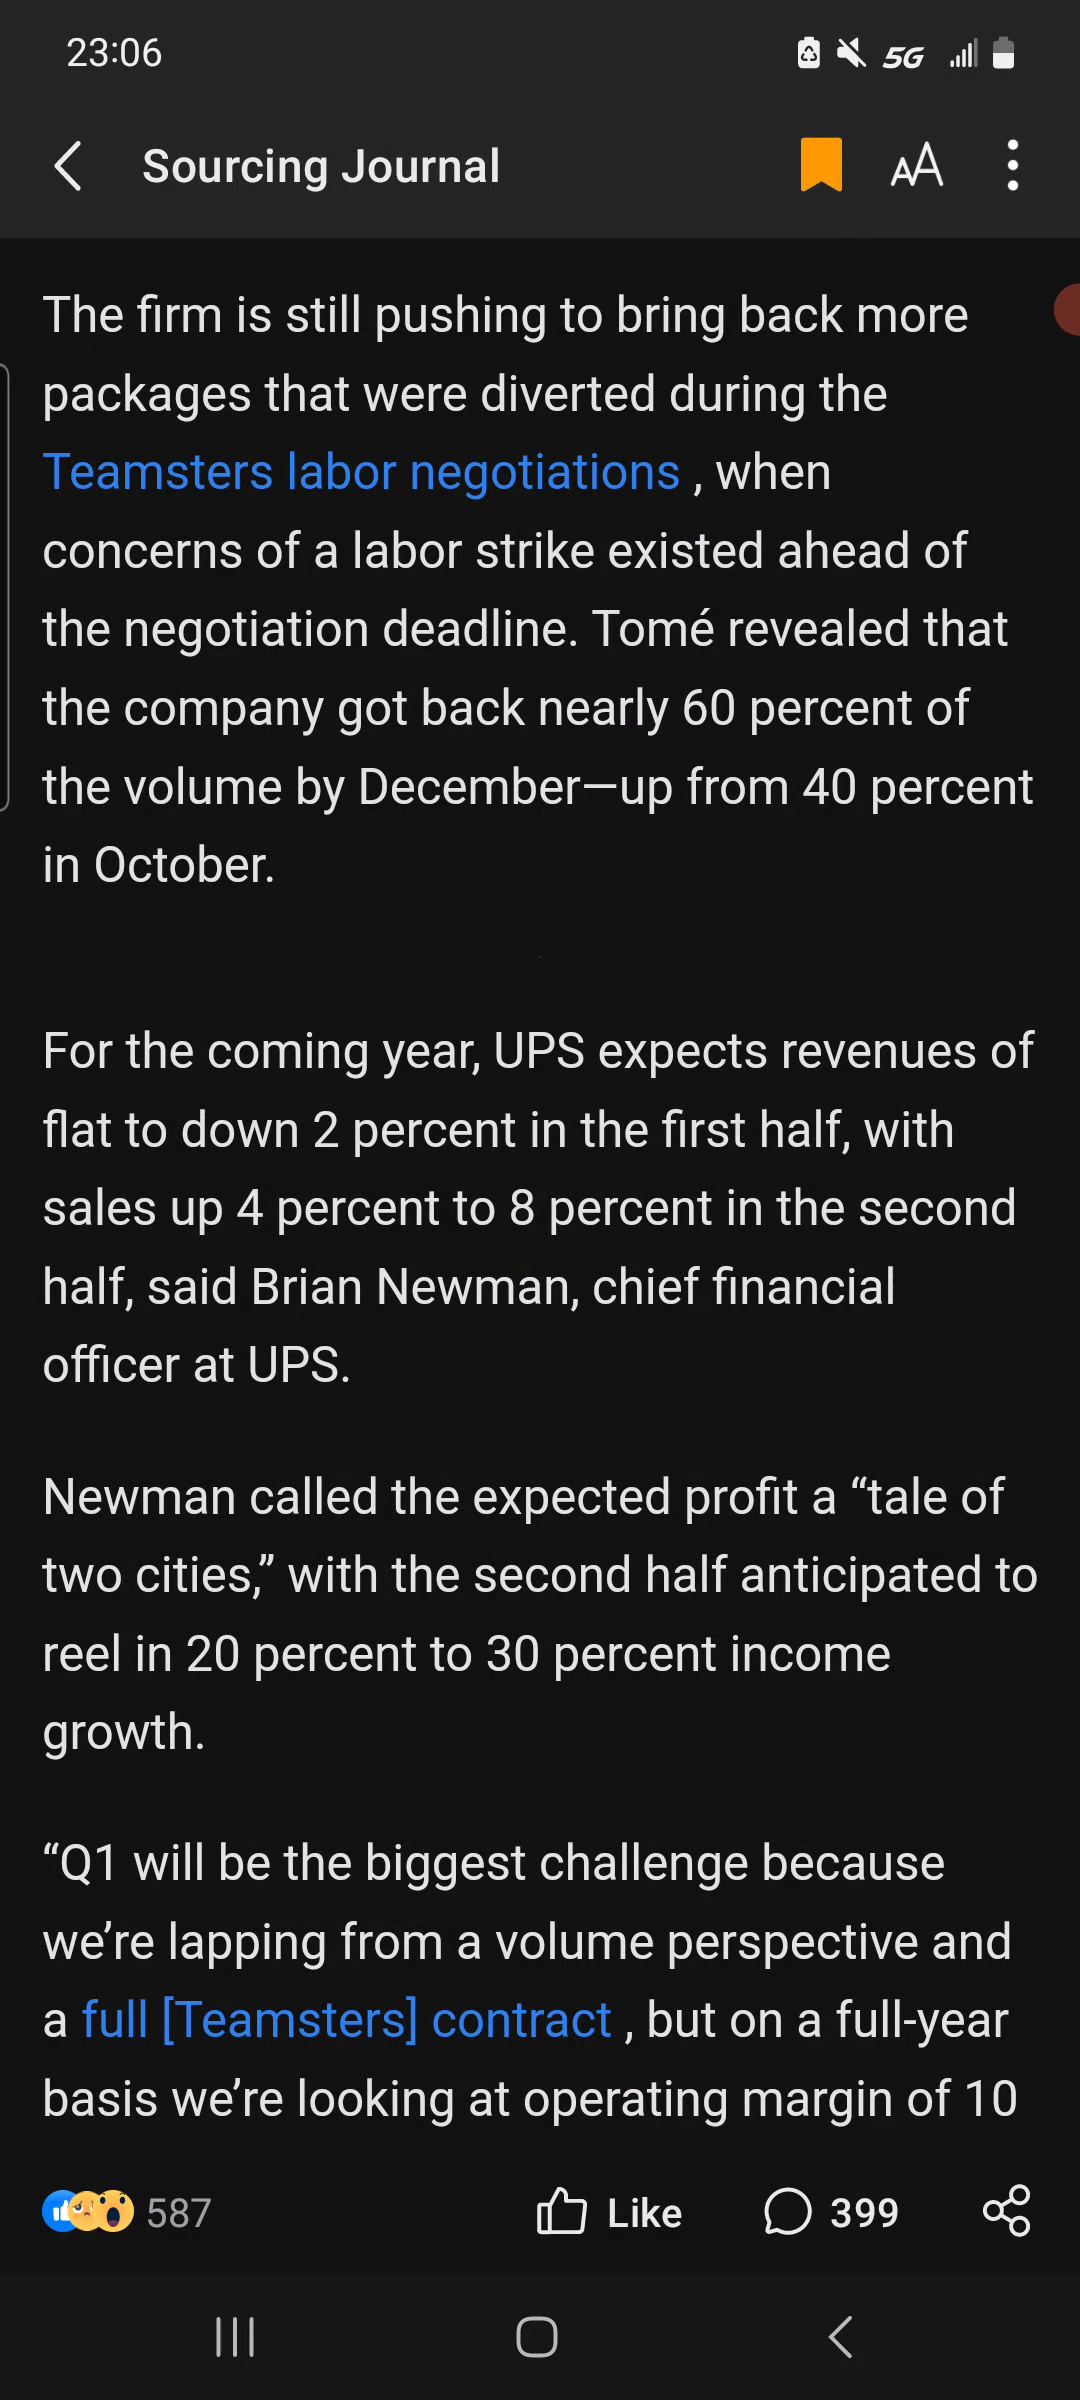 23:06
5G
Sourcing Journal
AA
The firm is still pushing to bring back more
packages that were diverted during the
Teamsters labor negotiations , when
concerns of a labor strike existed ahead of
the negotiation deadline. Tomé revealed that
the company got back nearly 60 percent of
the volume by December—up from 40 percent
in October.
For the coming year, UPS expects revenues of
flat to down 2 percent in the first half, with
sales up 4 percent to 8 percent in the second
half, said Brian Newman, chief financial
officer at UPS.
Newman called the expected profit a “tale of
two cities,” with the second half anticipated to
reel in 20 percent to 30 percent income
growth.
“Q1 will be the biggest challenge because
we’re lapping from a volume perspective and
a full [Teamsters] contract , but on a full-year
basis we’re looking at operating margin of 10
587
Like
399